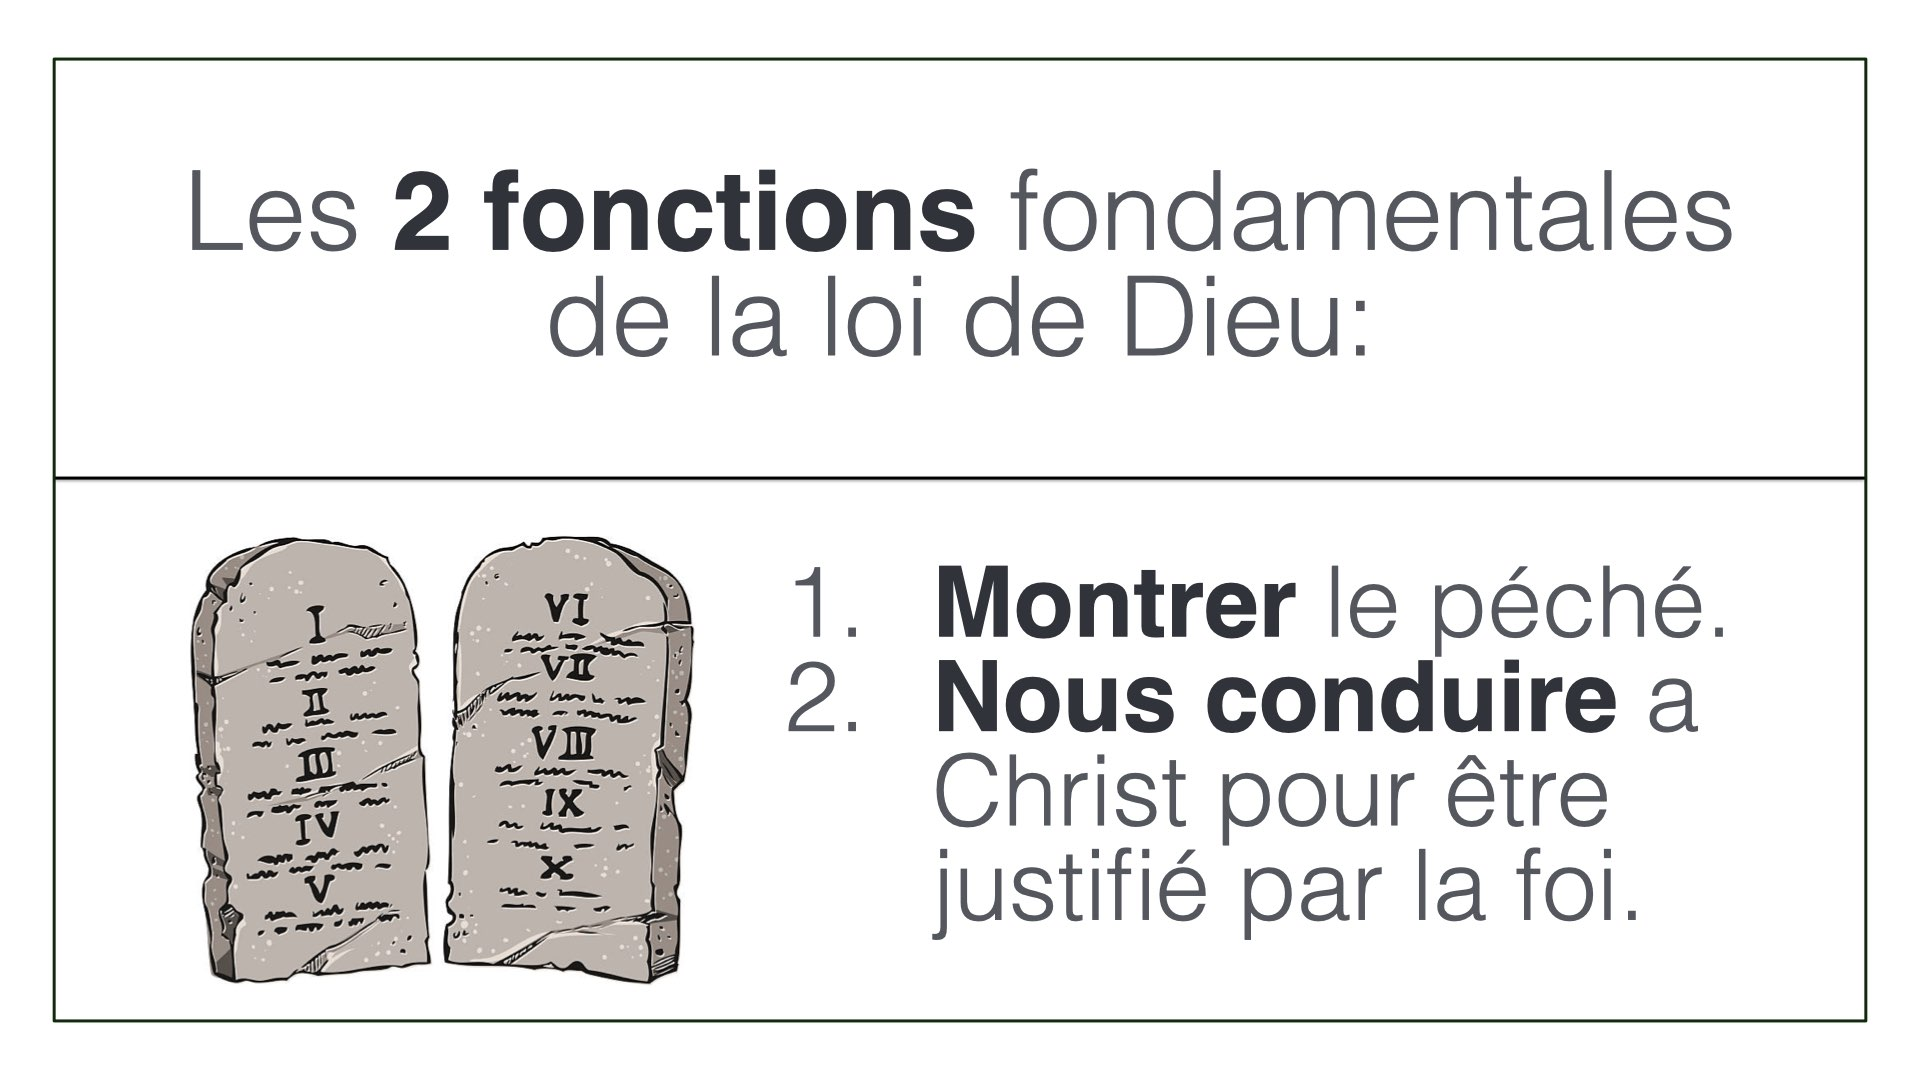 Les 2 fonctions fondamentales
de la loi de Dieu:
I
II
III
IV
V
VI
VII
VIII
IX
X
1. Montrer le péché.
2. Nous conduire a
Christ pour être
justifié par la foi.